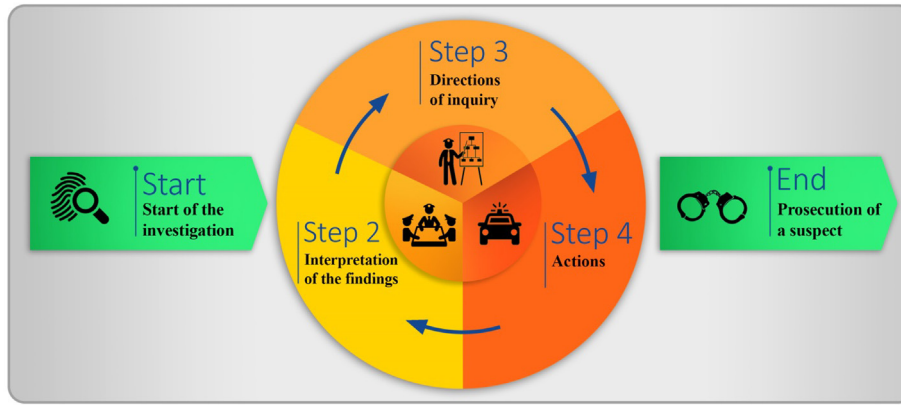 Start
Start of the
investigation
Step 2
Interpretation
of the findings
Step 3
Directions
of inquiry
Step 4
Actions
End
Prosecution of
a suspect